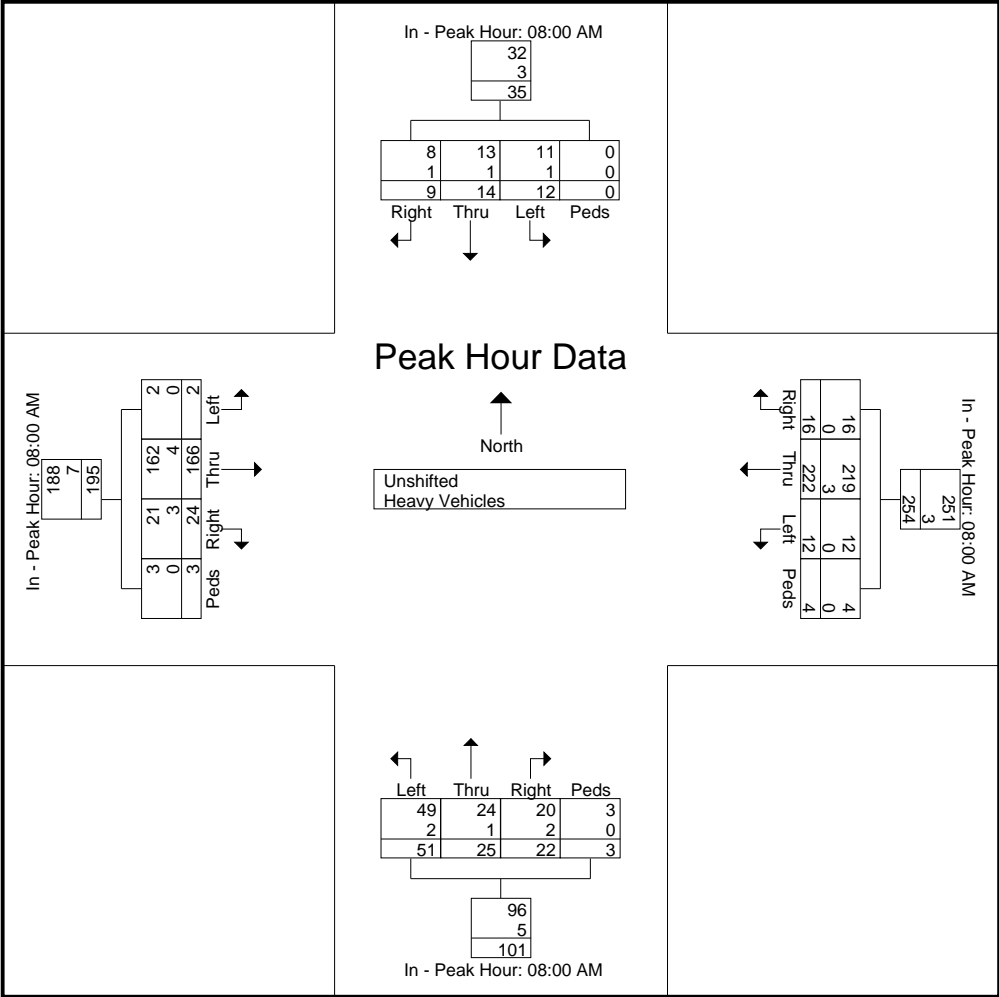 In - Peak Hour: 08:00 AM
32
3
35
8 13 11 0
1 1 1 0
9 14 12 0
Right Thru Left Peds
Peak Hour Data
North
Unshifted
Heavy Vehicles
In - Peak Hour: 08:00 AM
188
7
195
2 162 21 3
0 4 3 0
2 166 24 3
Left Thru Right Peds
In - Peak Hour: 08:00 AM
251
3
254
16 219 12 4
0 3 0 0
16 222 12 4
Right Thru Left Peds
Left Thru Right Peds
49 24 20 3
2 1 2 0
51 25 22 3
96
5
101
In - Peak Hour: 08:00 AM